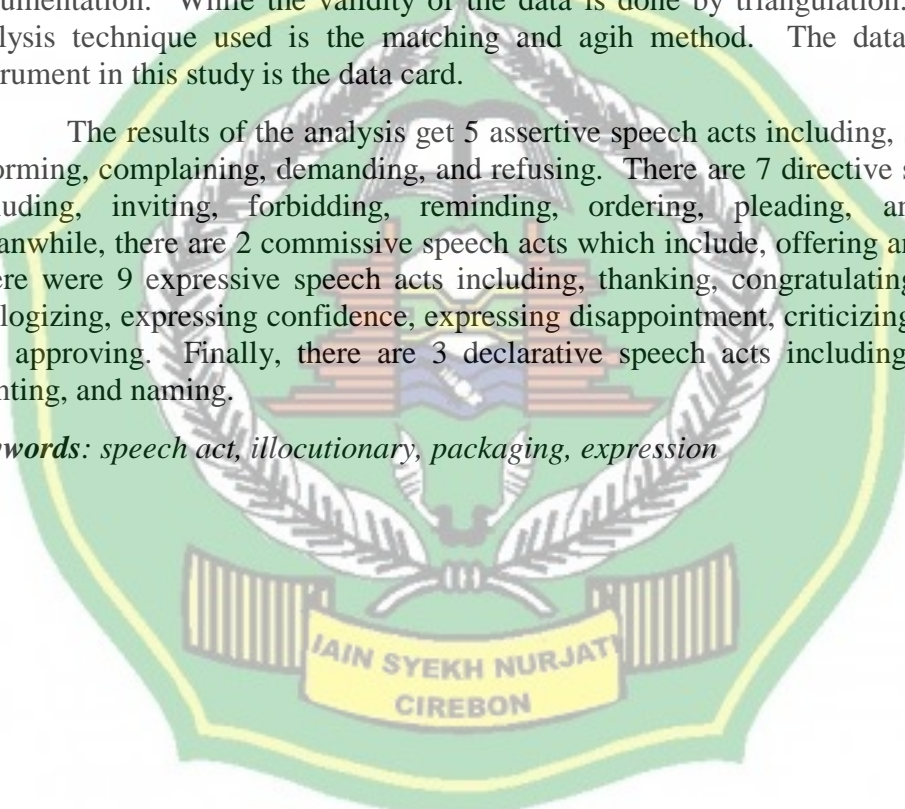 umentation. While the validity of the data is done by triangulation.
lysis technique used is the matching and agih method. The data
rument in this study is the data card.
The results of the analysis get 5 assertive speech acts including,
orming, complaining, demanding, and refusing. There are 7 directive s
luding, inviting, forbidding, reminding, ordering, pleading, an
anwhile, there are 2 commissive speech acts which include, offering an
ere were 9 expressive speech acts including, thanking, congratulating
logizing, expressing confidence, expressing disappointment, criticizing
approving. Finally, there are 3 declarative speech acts including
nting, and naming.
ywords: speech act, illocutionary, packaging, expression
IAIN SYEKH NURJATI
CIREBON